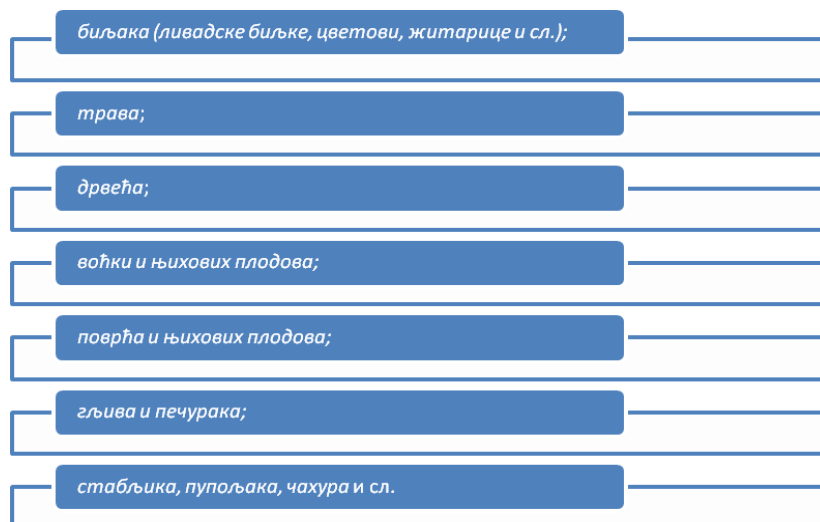 биљака (ливадске биљке, цветови, житарице и сл.);
трава;
дрвећа;
воћки и њихових плодова;
поврћа и њихових плодова;
гљива и печурака;
стабљика, пупољака, чахура и сл.